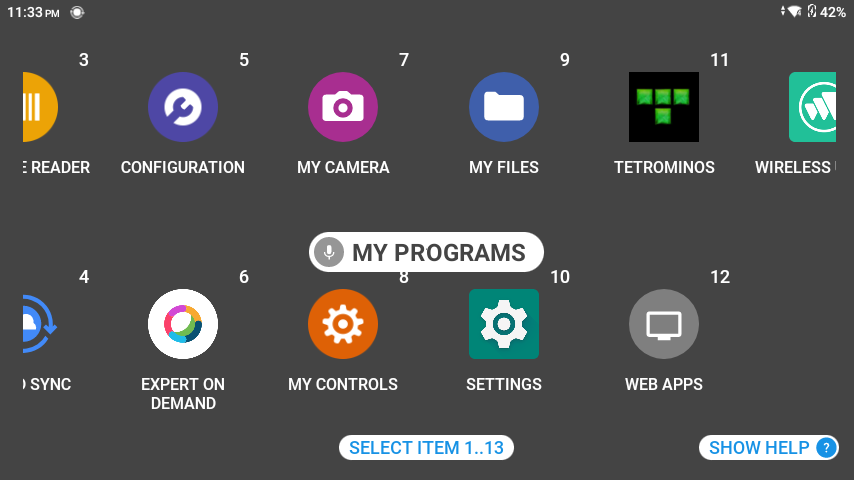 11:33 PM
42%
3
5
7
9
11
E READER
CONFIGURATION
MY CAMERA
MY FILES
TETROMINOS
WIRELESS
MY PROGRAMS
4
6
8
10
12
SYNC
EXPERT ON
DEMAND
MY CONTROLS
SETTINGS
WEB APPS
SELECT ITEM 1..13
SHOW HELP ?